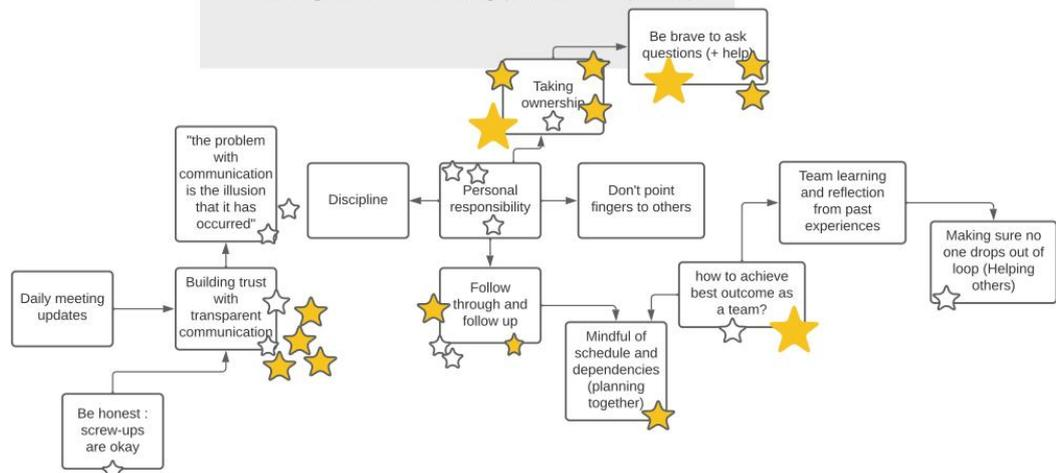 Be brave to ask
questions (+ help)
Taking
ownership
"the problem
with
communication
is the illusion
that it has
occurred"
Discipline
Personal
responsibility
Don't point
fingers to others
Team learning
and reflection
from past
experiences
Making sure no
one drops out of
loop (Helping
others)
Daily meeting
updates
Building trust
with
transparent
communication
Follow
through and
follow up
how to achieve
best outcome as
a team?
Mindful of
schedule and
dependencies
(planning
together)
Be honest :
screw-ups
are okay